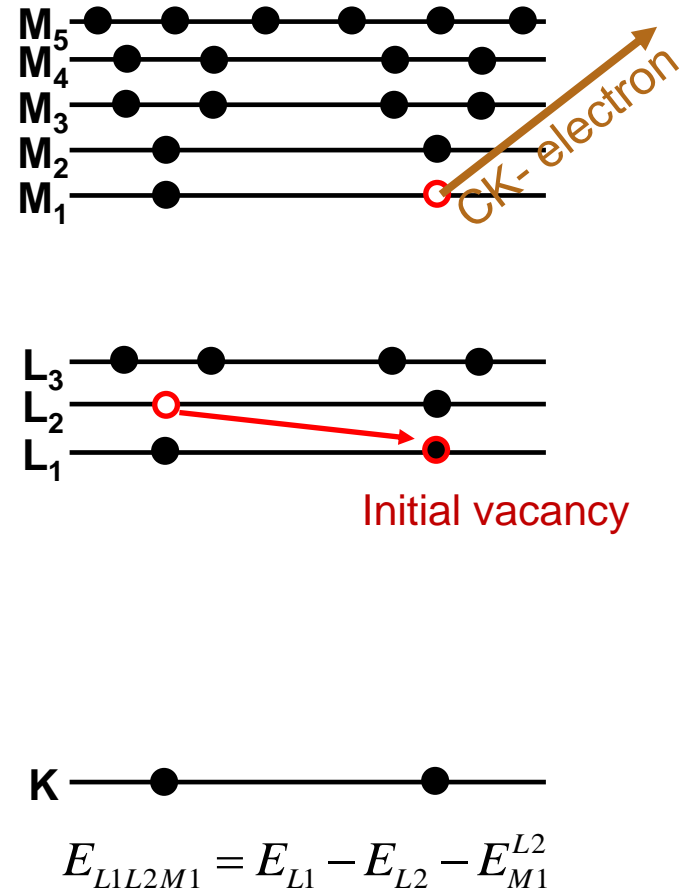 M₅
M₄
M₃
M₂
M₁
CK- electron
L₃
L₂
L₁
Initial vacancy
K
E_{L1L2M1} = E_{L1} − E_{L2} − E_{M1}^{L2}